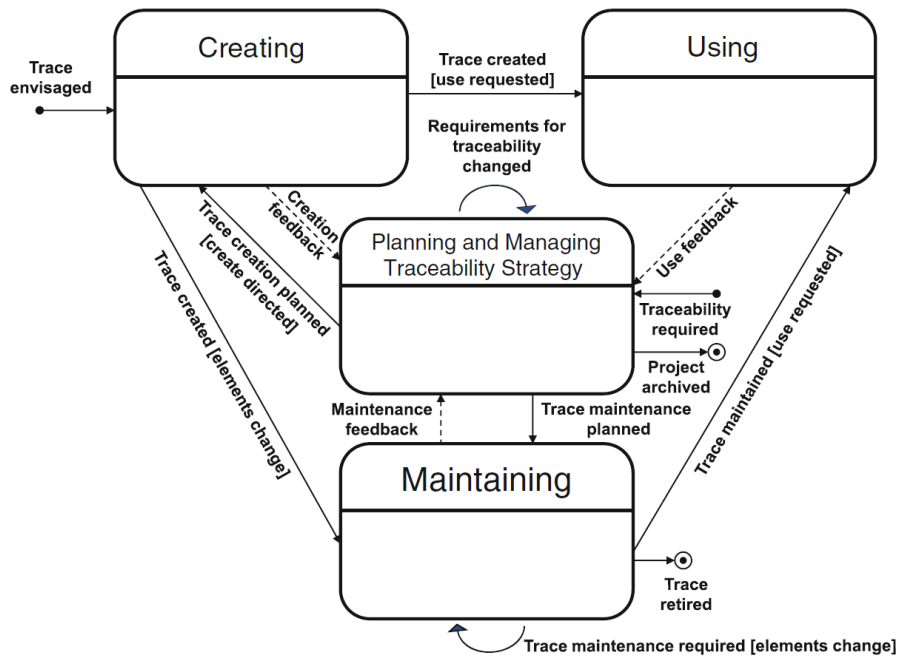 Creating
Using
Trace
envisaged
Trace created
[use requested]
Requirements for
traceability
changed
Creation
feedback
Trace creation planned
[create directed]
Planning and Managing
Traceability Strategy
Use feedback
Traceability
required
Project
archived
Trace created [elements change]
Trace maintained [use requested]
Maintenance
feedback
Trace maintenance
planned
Maintaining
Trace
retired
Trace maintenance required [elements change]